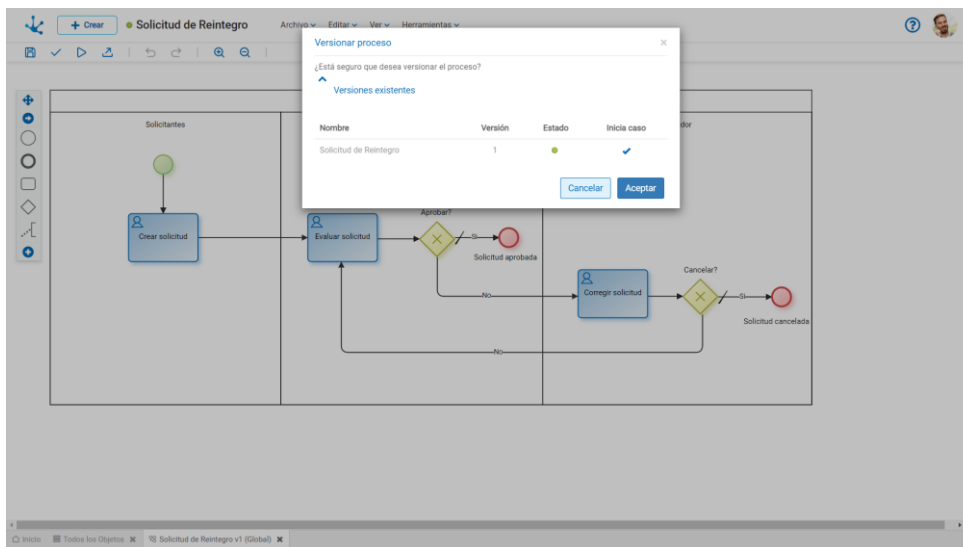 Crear
Solicitud de Reintegro
Archivo Editar Ver Herramientas
Versionar proceso
¿Está seguro que desea versionar el proceso?
Versiones existentes
Nombre Versión Estado Inicia caso
Solicitud de Reintegro 1
Cancelar Aceptar
Solicitantes
dor
Aprobar?
Crear solicitud
Evaluar solicitud
Si
Solicitud aprobada
Cancelar?
No
Corregir solicitud
Si
Solicitud cancelada
No
Inicio Todos los Objetos Solicitud de Reintegro v1 (Global)